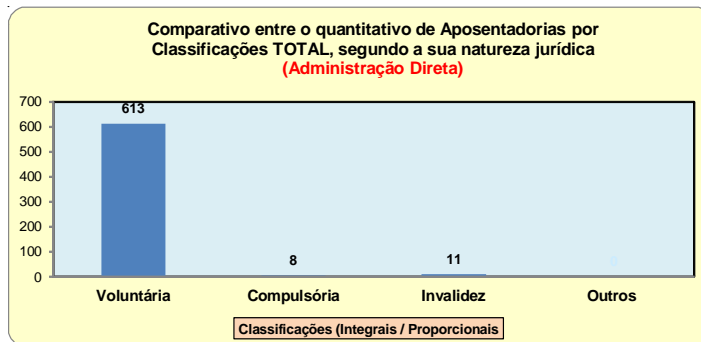 Comparativo entre o quantitativo de Aposentadorias por
Classificações TOTAL, segundo a sua natureza jurídica
(Administração Direta)
700
600
500
400
300
200
100
0
613
8
11
0
Voluntária
Compulsória
Invalidez
Outros
Classificações (Integrais / Proporcionais